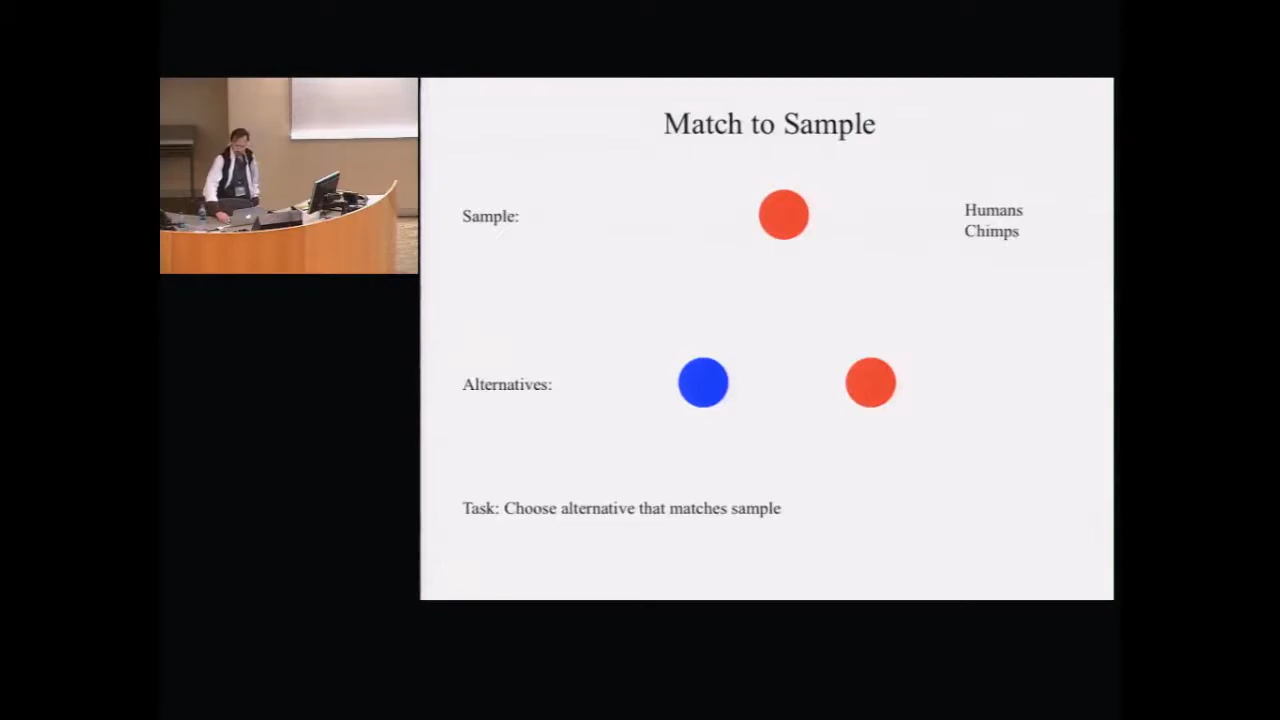 Match to Sample
Sample:
Humans
Chimps
Alternatives:
Task: Choose alternative that matches sample